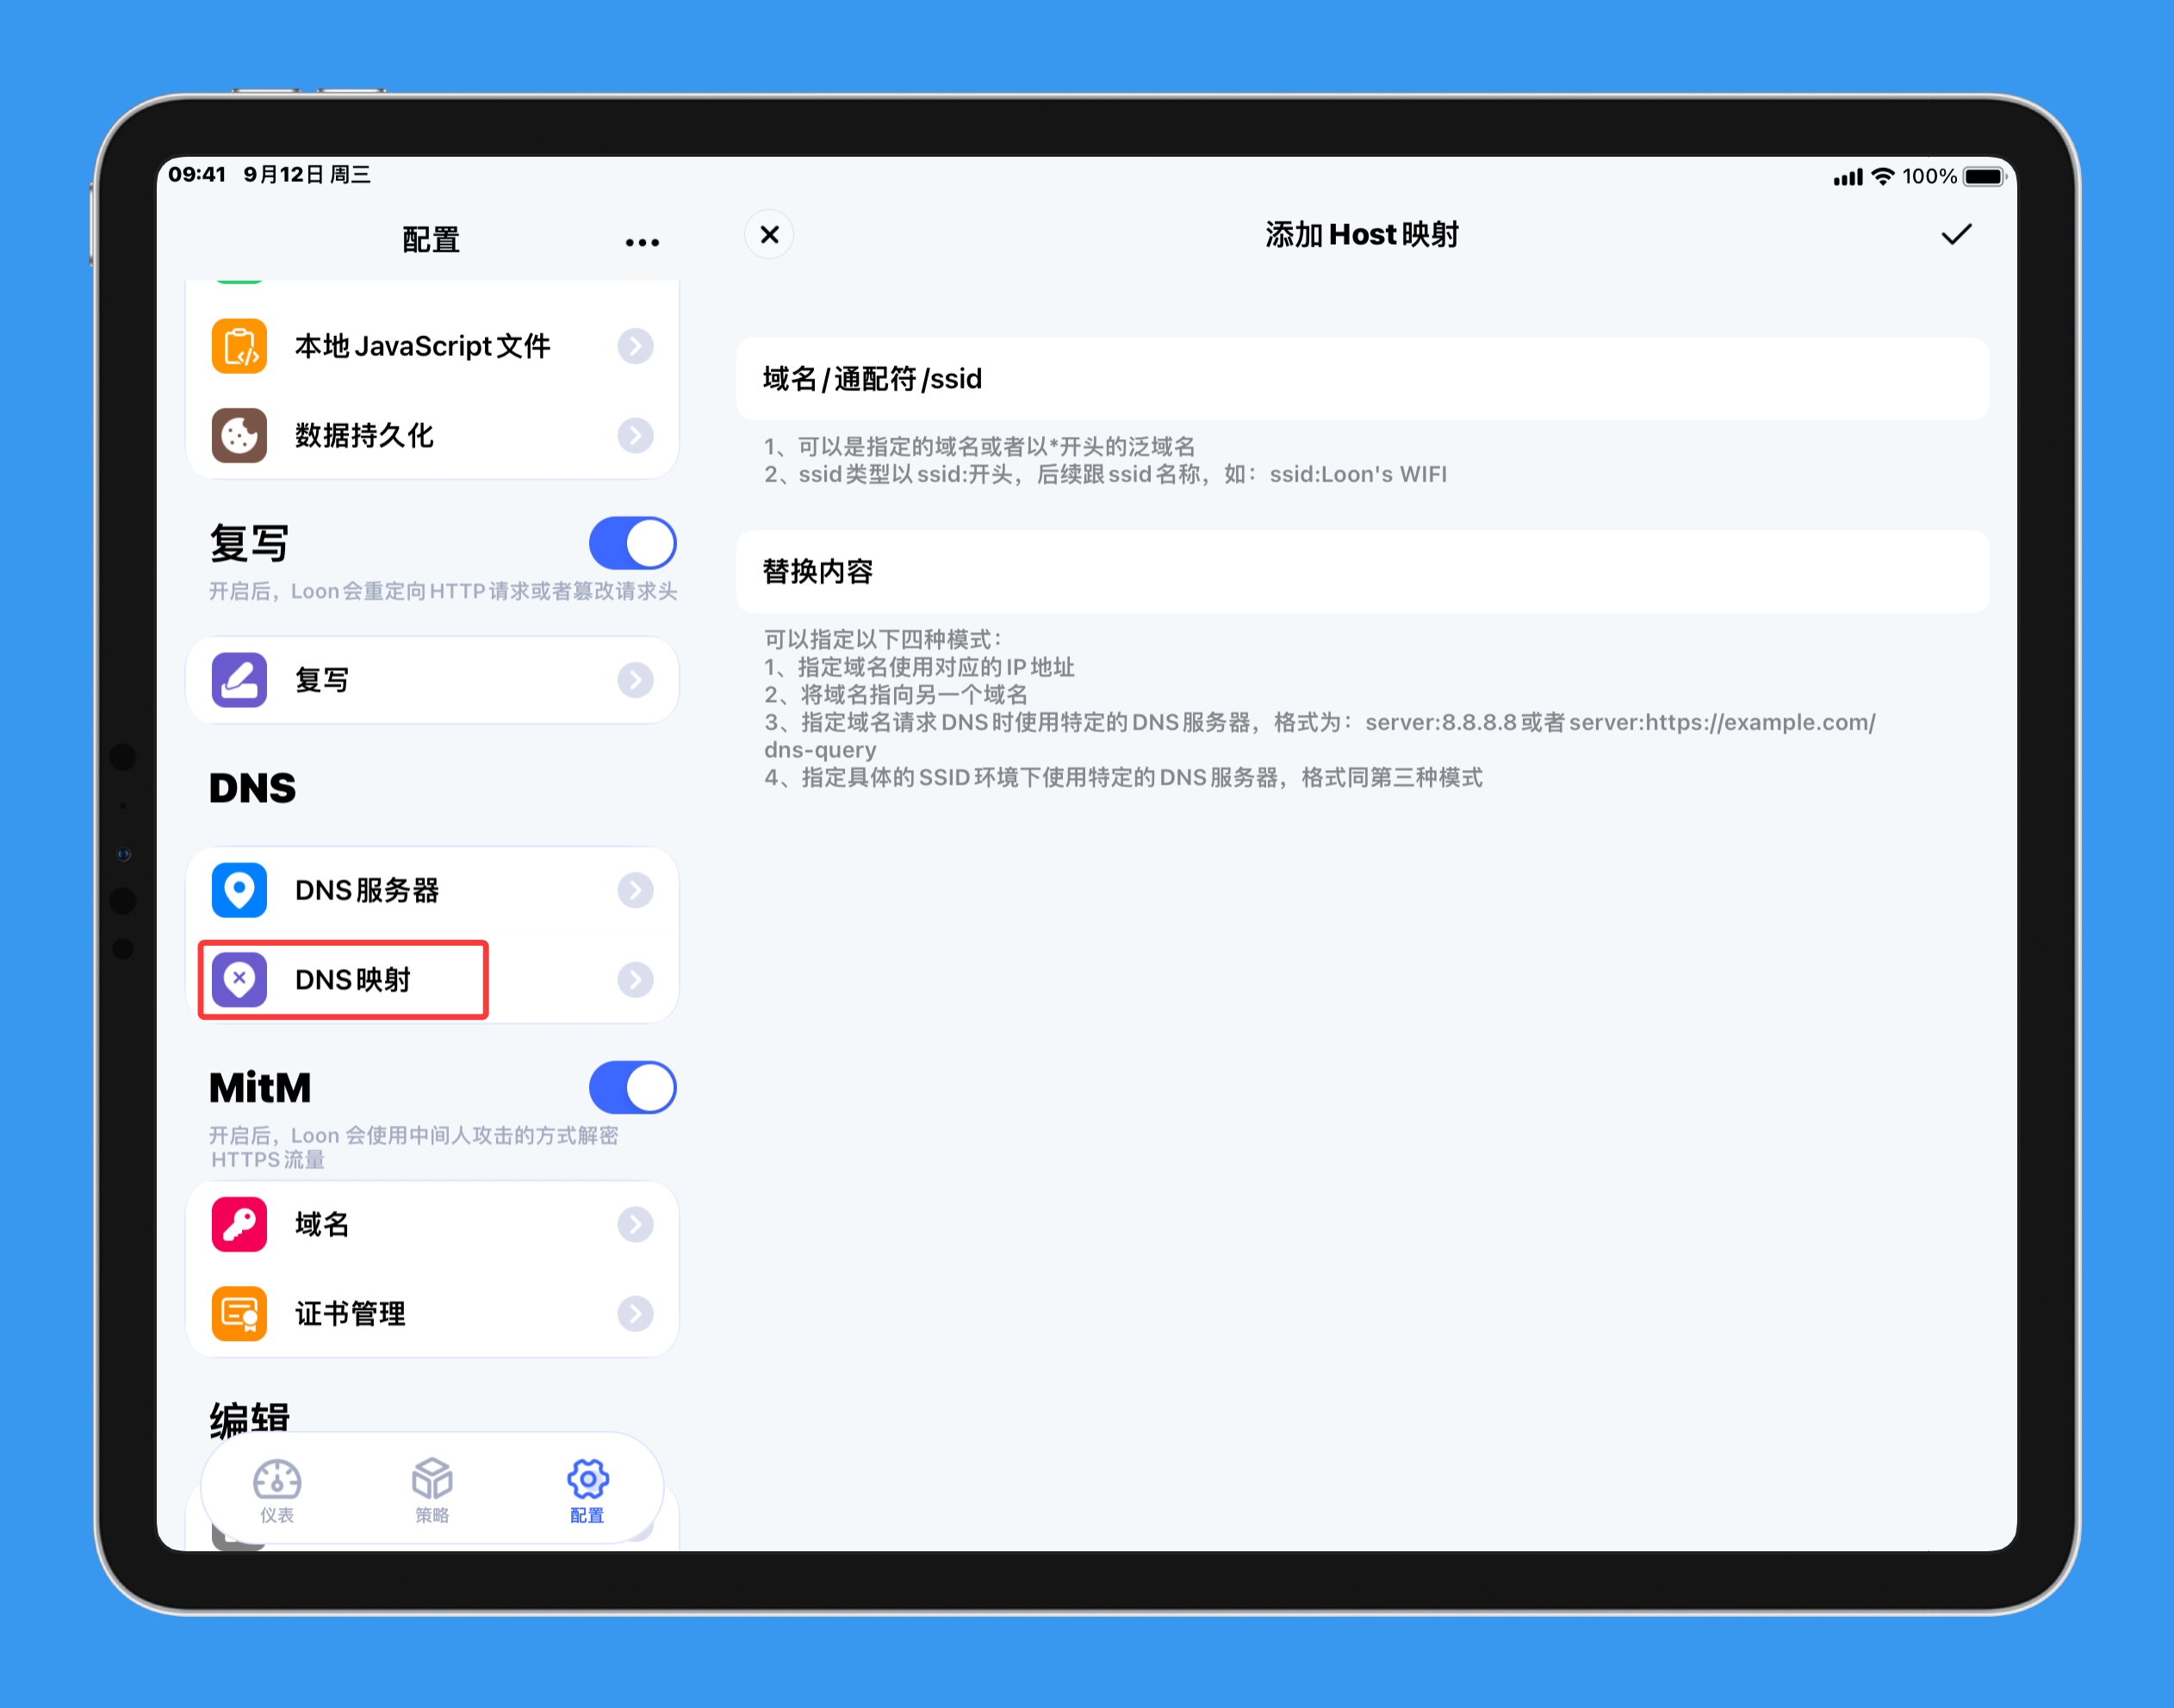 09:41 9月12日 周三
100%
配置
本地JavaScript文件
数据持久化
复写
开启后，Loon会重定向HTTP请求或者篡改请求头
复写
DNS
DNS服务器
DNS映射
MitM
开启后，Loon 会使用中间人攻击的方式解密
HTTPS流量
域名
证书管理
编辑
仪表
策略
配置
添加Host映射
域名/通配符/ssid
1、可以是指定的域名或者以*开头的泛域名
2、ssid类型以ssid:开头，后续跟ssid名称，如：ssid:Loon's WIFI
替换内容
可以指定以下四种模式：
1、指定域名使用对应的IP地址
2、将域名指向另一个域名
3、指定域名请求DNS时使用特定的DNS服务器，格式为：server:8.8.8.8或者server:https://example.com/
dns-query
4、指定具体的SSID环境下使用特定的DNS服务器，格式同第三种模式